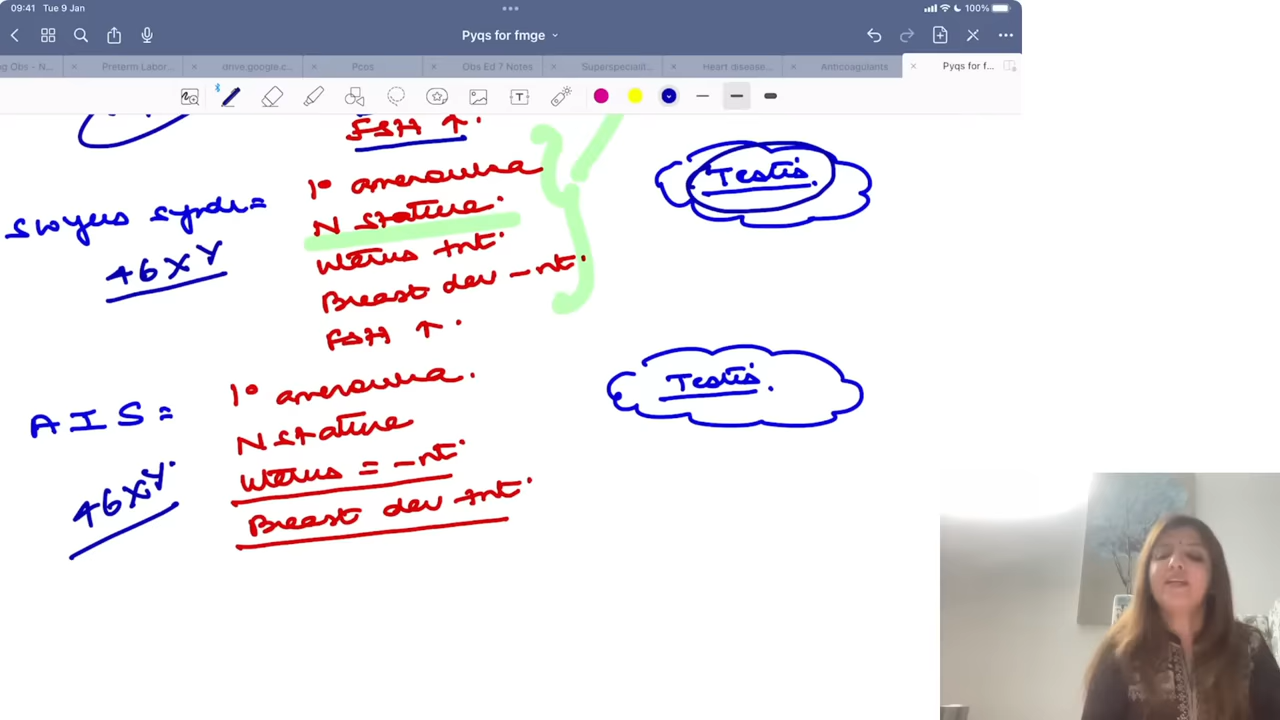 09:41 Tue 9 Jan
100%
Pyqs for fmge
g Obs - N...
Preterm Labor...
drive.google.c...
Pcos
Obs Ed 7 Notes
Superspecialit...
Heart disease...
Anticoagulants
Pyqs for f...
FSH ↑.
Swyers syndr =
46XY
1° amenorrhea
N stature.
Uterus +nt.
Breast dev -nt.
FSH ↑.
Testis.
AIS =
46XY.
1° amenorrhea.
N stature
Uterus = -nt.
Breast dev +nt.
Testis.